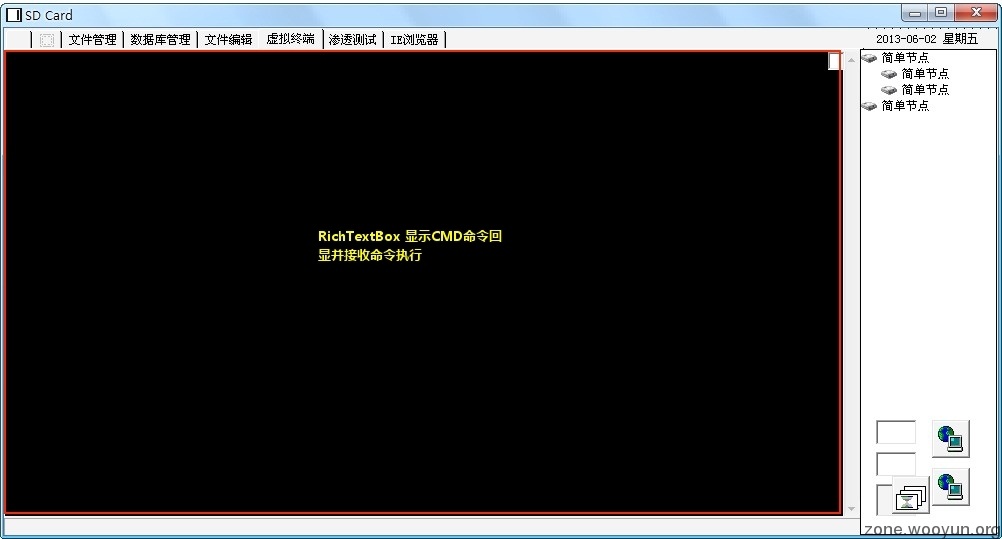 SD Card
文件管理 数据库管理 文件编辑 虚拟终端 渗透测试 IE浏览器
2013-06-02 星期五
简单节点
简单节点
简单节点
简单节点
RichTextBox 显示CMD命令回
显并接收命令执行
zone.wooyun.org